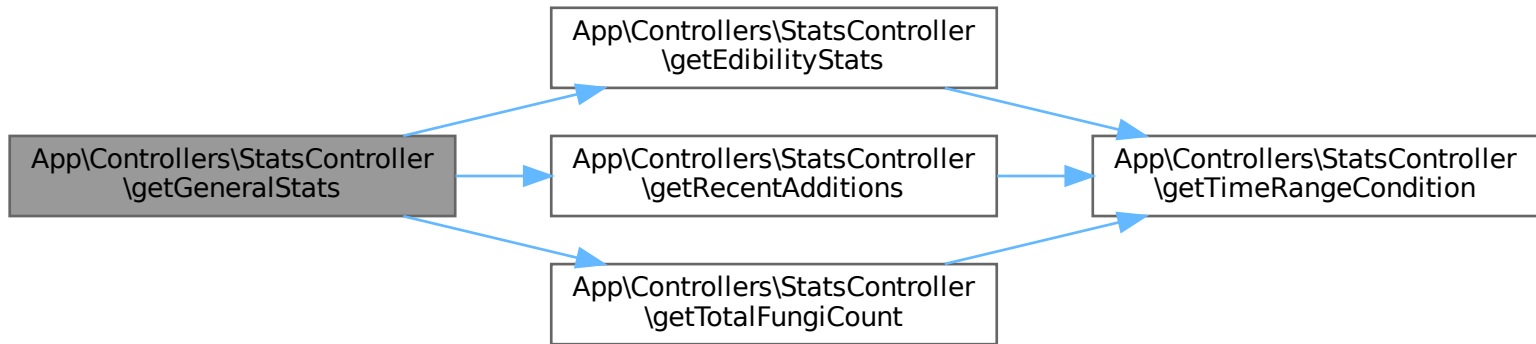 App\Controllers\StatsController
\getGeneralStats
App\Controllers\StatsController
\getEdibilityStats
App\Controllers\StatsController
\getRecentAdditions
App\Controllers\StatsController
\getTotalFungiCount
App\Controllers\StatsController
\getTimeRangeCondition